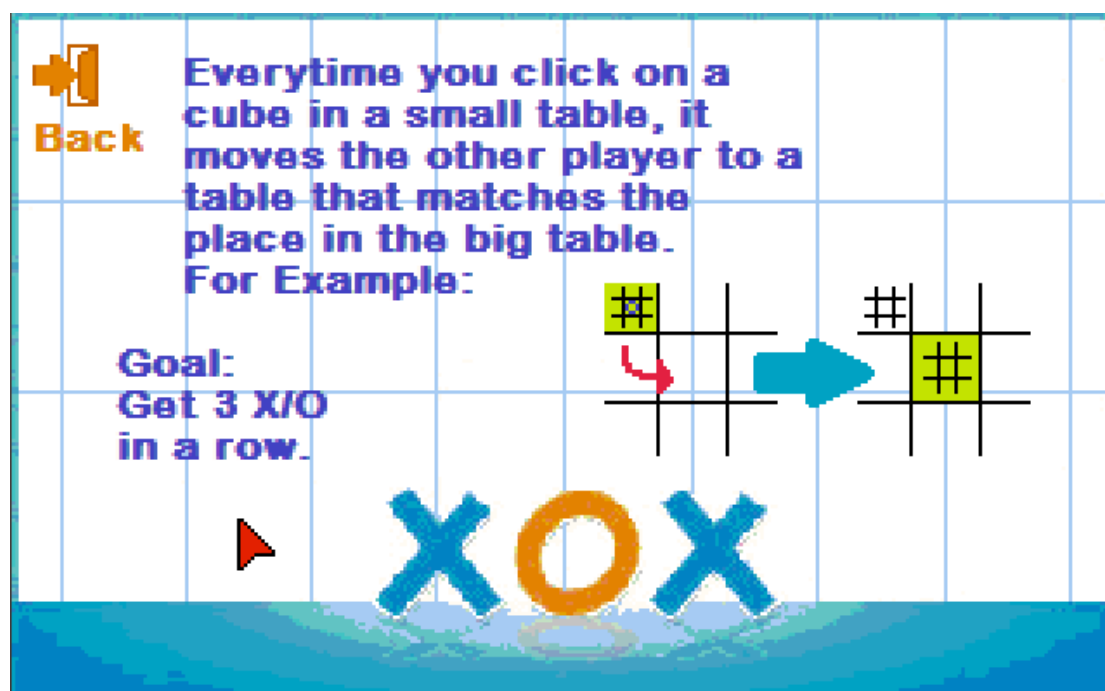 Everytime you click on a
cube in a small table, it
moves the other player to a
table that matches the
place in the big table.
For Example:
Back
Goal:
Get 3 X/O
in a row.
XOX